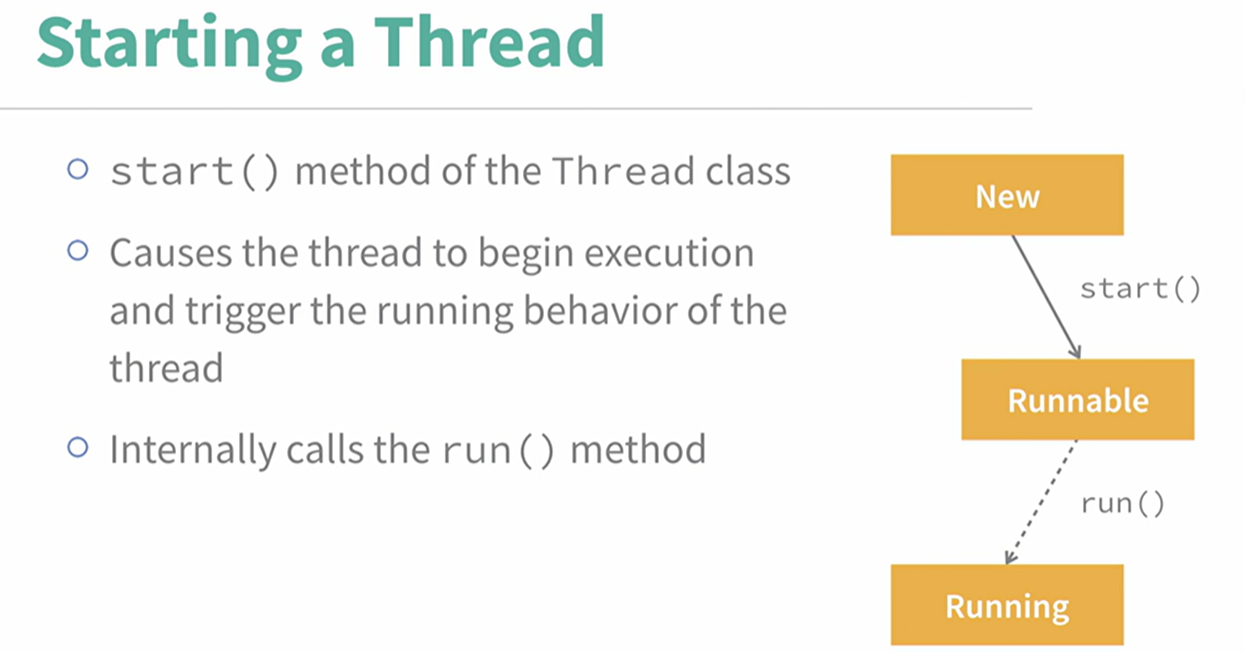 Starting a Thread
start() method of the Thread class
Causes the thread to begin execution
and trigger the running behavior of the
thread
Internally calls the run() method
New
start()
Runnable
run()
Running